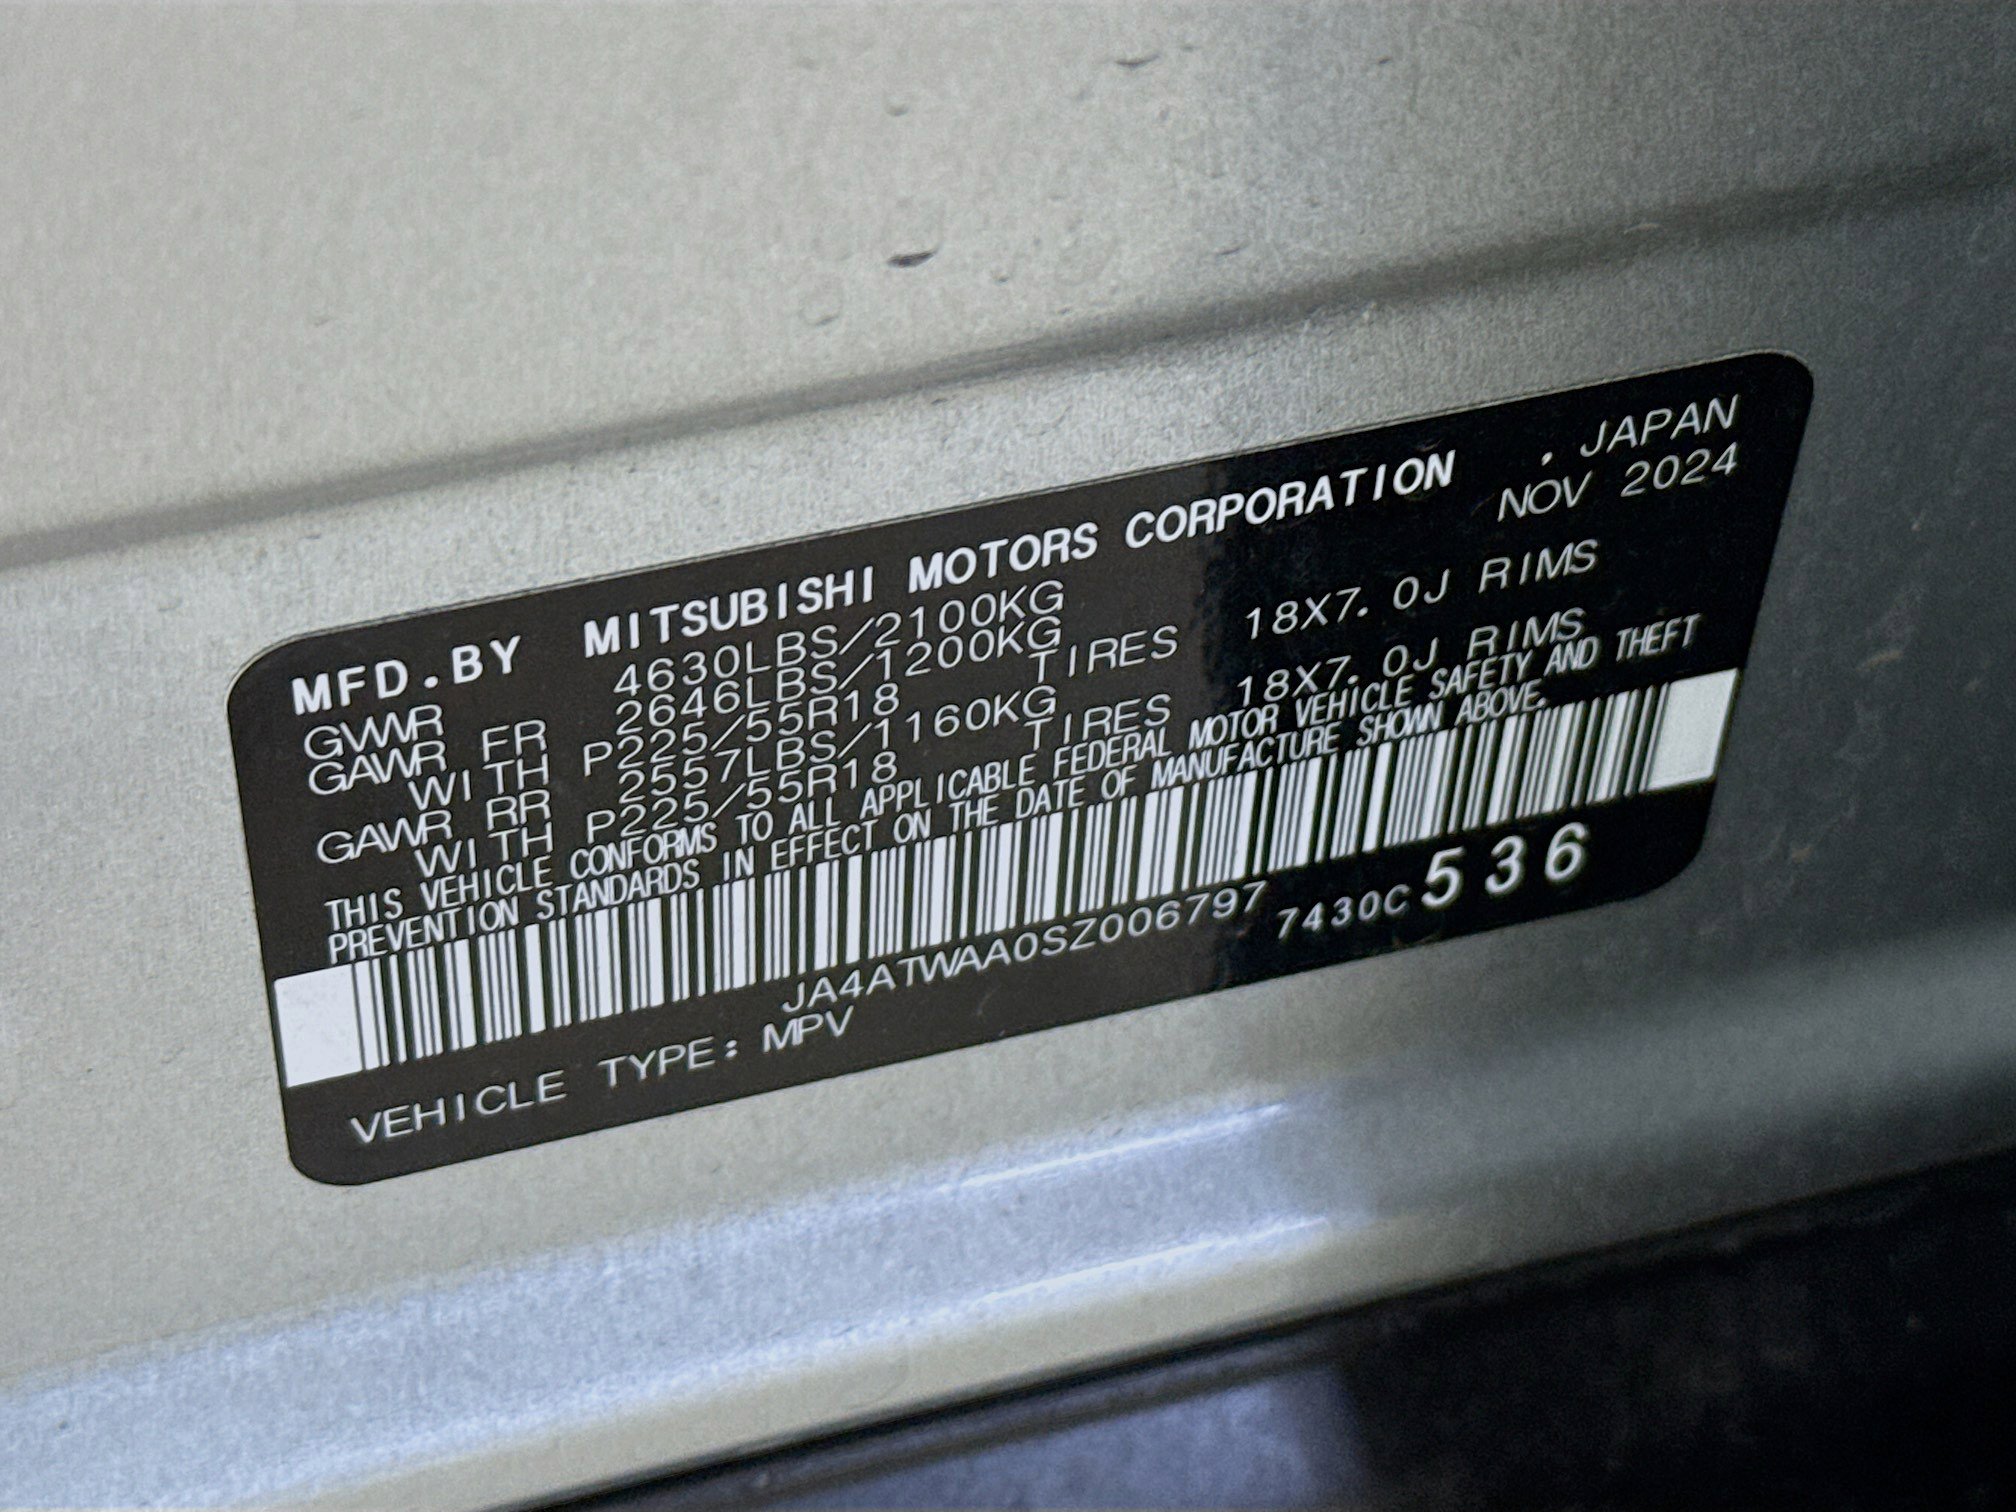 MFD.BY MITSUBISHI MOTORS CORPORATION , JAPAN
GVWR 4630LBS/2100KG NOV 2024
GAWR FR 2646LBS/1200KG
WITH P225/55R18 TIRES 18X7.0J RIMS
GAWR RR 2557LBS/1160KG
WITH P225/55R18 TIRES 18X7.0J RIMS
THIS VEHICLE CONFORMS TO ALL APPLICABLE FEDERAL MOTOR VEHICLE SAFETY AND THEFT
PREVENTION STANDARDS IN EFFECT ON THE DATE OF MANUFACTURE SHOWN ABOVE.
JA4ATWAA0SZ006797 7430C 536
VEHICLE TYPE: MPV